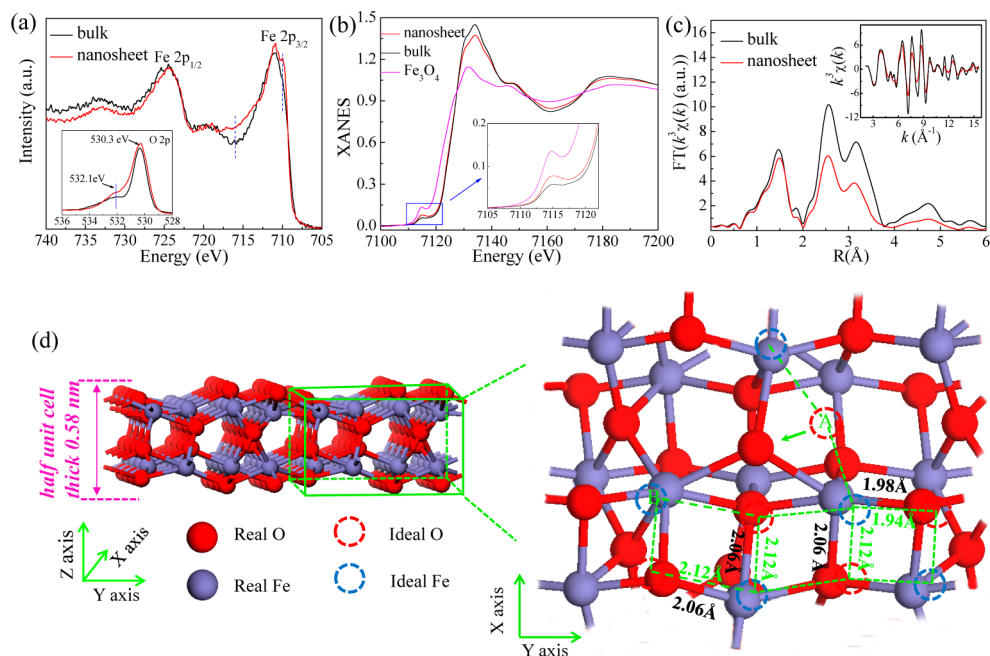 (a)
bulk
nanosheet
Fe 2p1/2
Fe 2p3/2
Intensity (a.u.)
530.3 eV
O 2p
532.1eV
536 534 532 530 528
740 735 730 725 720 715 710 705
Energy (eV)
(b)
1.5
1.2
0.9
0.6
0.3
0.0
XANES
nanosheet
bulk
Fe3O4
0.2
0.1
7105 7110 7115 7120
7100 7120 7140 7160 7180 7200
Energy (eV)
(c)
bulk
nanosheet
FT(k³χ(k) (a.u.))
16
14
12
10
8
6
4
2
0 1 2 3 4 5 6
R(Å)
k³χ(k)
12
6
0
-6
-12
3 6 9 12 15
k (Å⁻¹)
(d)
half unit cell
thick 0.58 nm
Z axis
X axis
Y axis
Real O
Ideal O
Real Fe
Ideal Fe
X axis
Y axis
A
B
1.98Å
1.94Å
2.06Å
2.12Å
2.06Å
2.12Å
2.12Å
2.06Å